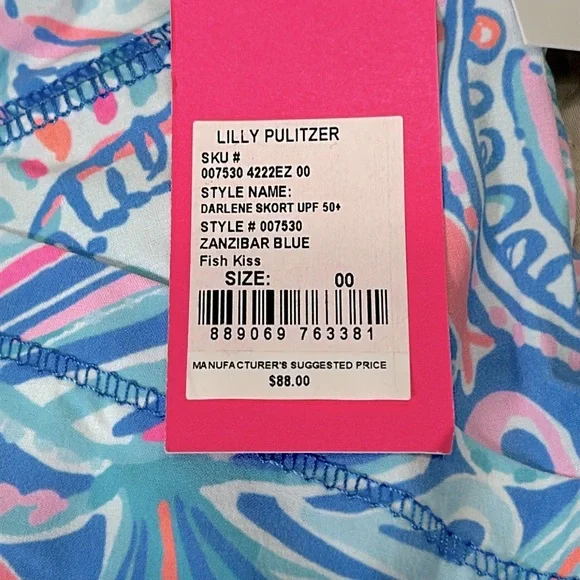 LILLY PULITZER
SKU #
007530 4222EZ 00
STYLE NAME:
DARLENE SKORT UPF 50+
STYLE # 007530
ZANZIBAR BLUE
Fish Kiss
SIZE: 00
889069 763381
MANUFACTURER'S SUGGESTED PRICE
$88.00